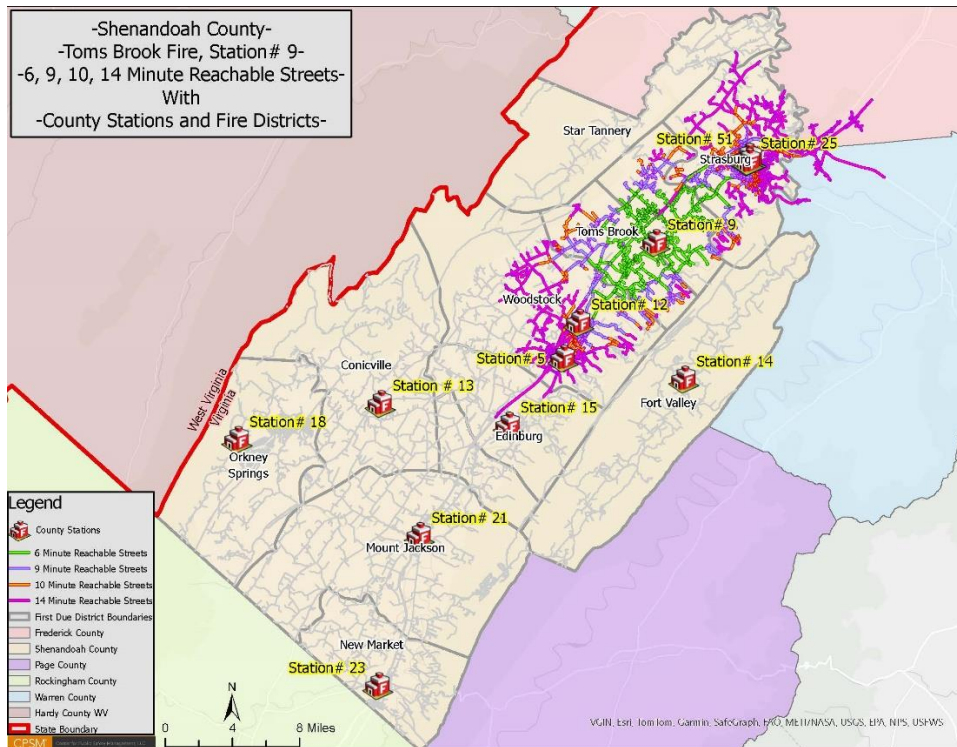 -Shenandoah County-
-Toms Brook Fire, Station# 9-
-6, 9, 10, 14 Minute Reachable Streets-
With
-County Stations and Fire Districts-
Star Tannery
Station# 51
Strasburg
Station# 25
Toms Brook
Station# 9
Woodstock
Station# 12
Station# 5
Station# 14
Fort Valley
Conicville
Station# 13
Station# 15
Edinburg
West Virginia
Virginia
Station# 18
Orkney
Springs
Station# 21
Mount Jackson
New Market
Station# 23
Legend
County Stations
6 Minute Reachable Streets
9 Minute Reachable Streets
10 Minute Reachable Streets
14 Minute Reachable Streets
First Due District Boundaries
Frederick County
Shenandoah County
Page County
Rockingham County
Warren County
Hardy County WV
State Boundary
CPSM
N
0 4 8 Miles
VGIN, Esri, TomTom, Garmin, SafeGraph, FAO, METI/NASA, USGS, EPA, NPS, USFWS